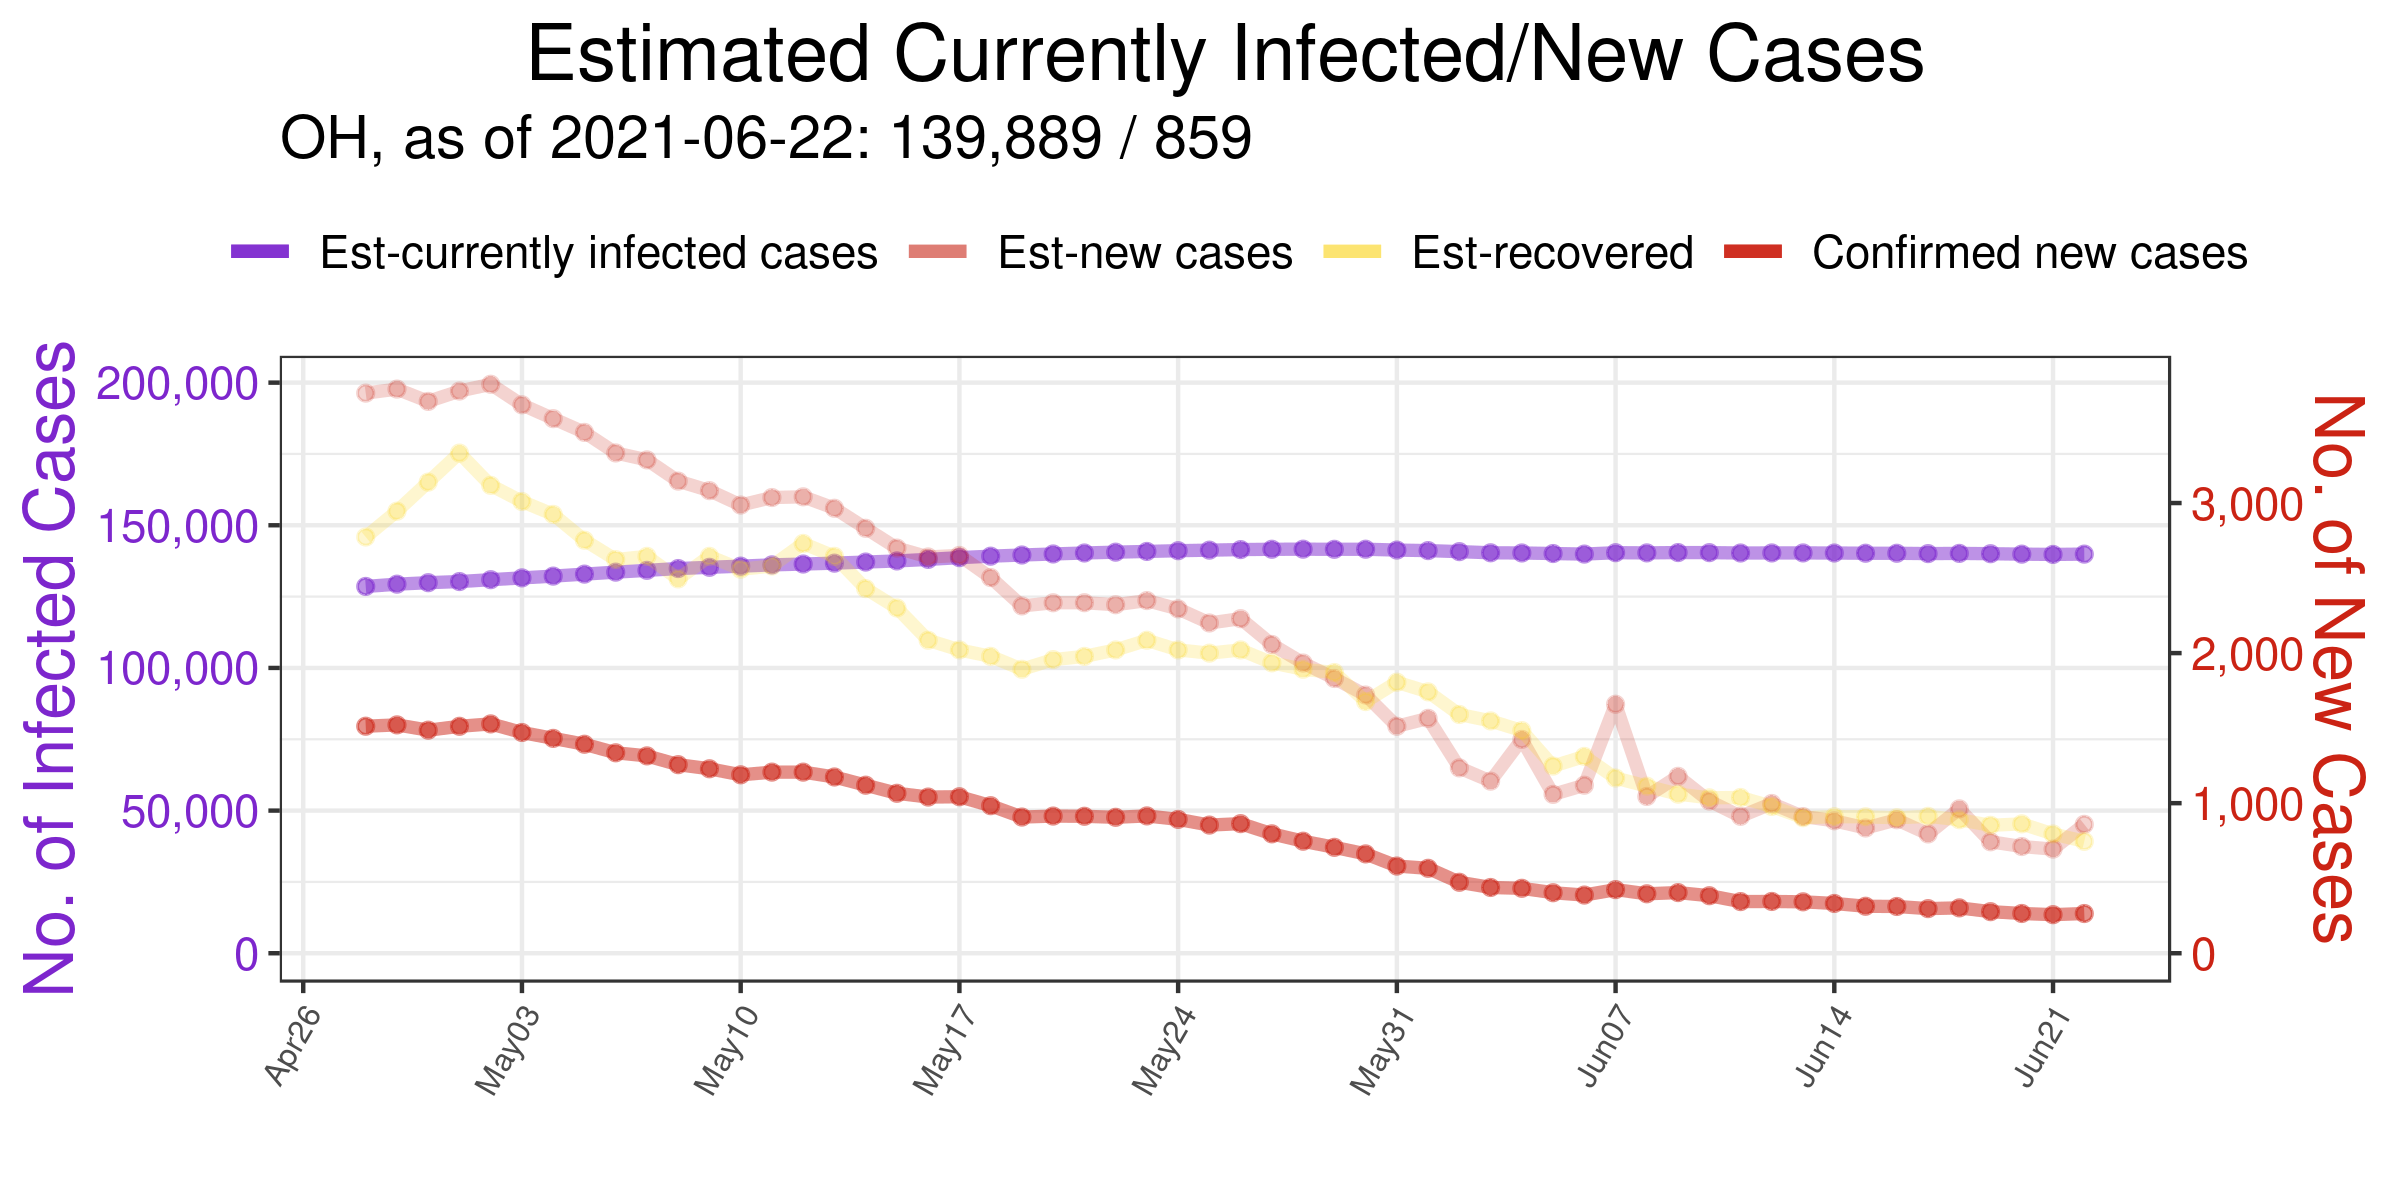 Estimated Currently Infected/New Cases
OH, as of 2021-06-22: 139,889 / 859
Est-currently infected cases Est-new cases Est-recovered Confirmed new cases
No. of Infected Cases
200,000
150,000
100,000
50,000
0
3,000
2,000
1,000
0
No. of New Cases
Apr26 May03 May10 May17 May24 May31 Jun07 Jun14 Jun21